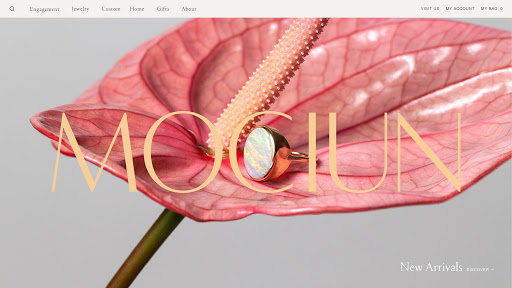 Engagement Jewelry Custom Home Gifts About VISIT US MY ACCOUNT MY BAG: 0
MOCIUN
New Arrivals DISCOVER